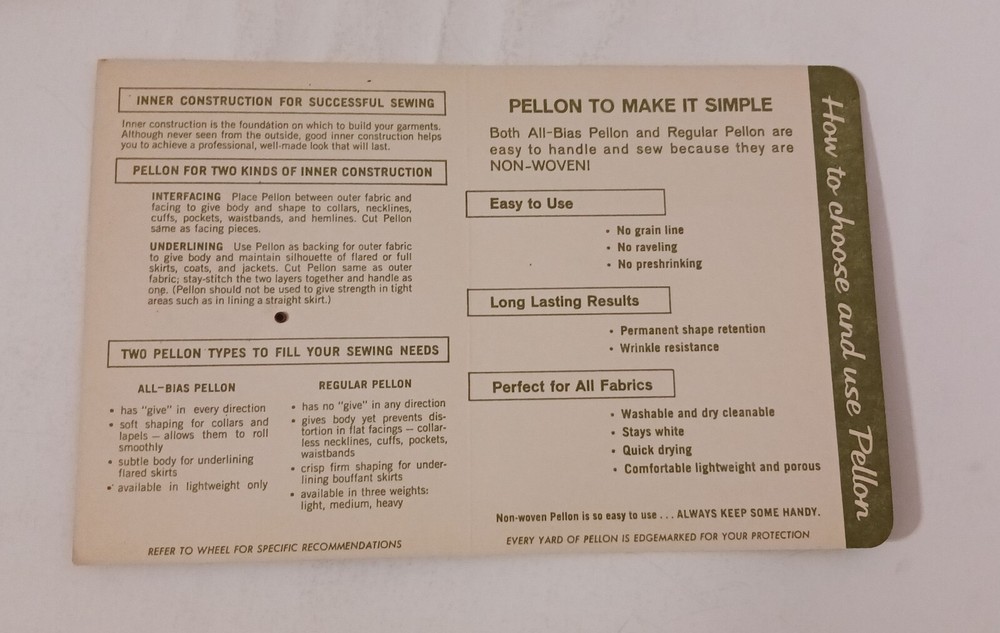 INNER CONSTRUCTION FOR SUCCESSFUL SEWING
Inner construction is the foundation on which to build your garments.
Although never seen from the outside, good inner construction helps
you to achieve a professional, well-made look that will last.
PELLON FOR TWO KINDS OF INNER CONSTRUCTION
INTERFACING Place Pellon between outer fabric and
facing to give body and shape to collars, necklines,
cuffs, pockets, waistbands, and hemlines. Cut Pellon
same as facing pieces.
UNDERLINING Use Pellon as backing for outer fabric
to give body and maintain silhouette of flared or full
skirts, coats, and jackets. Cut Pellon same as outer
fabric; stay-stitch the two layers together and handle as
one. (Pellon should not be used to give strength in tight
areas such as in lining a straight skirt.)
TWO PELLON TYPES TO FILL YOUR SEWING NEEDS
ALL-BIAS PELLON
• has "give" in every direction
• soft shaping for collars and
lapels — allows them to roll
smoothly
• subtle body for underlining
flared skirts
• available in lightweight only
REGULAR PELLON
• has no "give" in any direction
• gives body yet prevents dis-
tortion in flat facings — collar-
less necklines, cuffs, pockets,
waistbands
• crisp firm shaping for under-
lining bouffant skirts
• available in three weights:
light, medium, heavy
REFER TO WHEEL FOR SPECIFIC RECOMMENDATIONS
PELLON TO MAKE IT SIMPLE
Both All-Bias Pellon and Regular Pellon are
easy to handle and sew because they are
NON-WOVEN!
Easy to Use
• No grain line
• No raveling
• No preshrinking
Long Lasting Results
• Permanent shape retention
• Wrinkle resistance
Perfect for All Fabrics
• Washable and dry cleanable
• Stays white
• Quick drying
• Comfortable lightweight and porous
Non-woven Pellon is so easy to use . . . ALWAYS KEEP SOME HANDY.
EVERY YARD OF PELLON IS EDGEMARKED FOR YOUR PROTECTION
How to choose and use Pellon